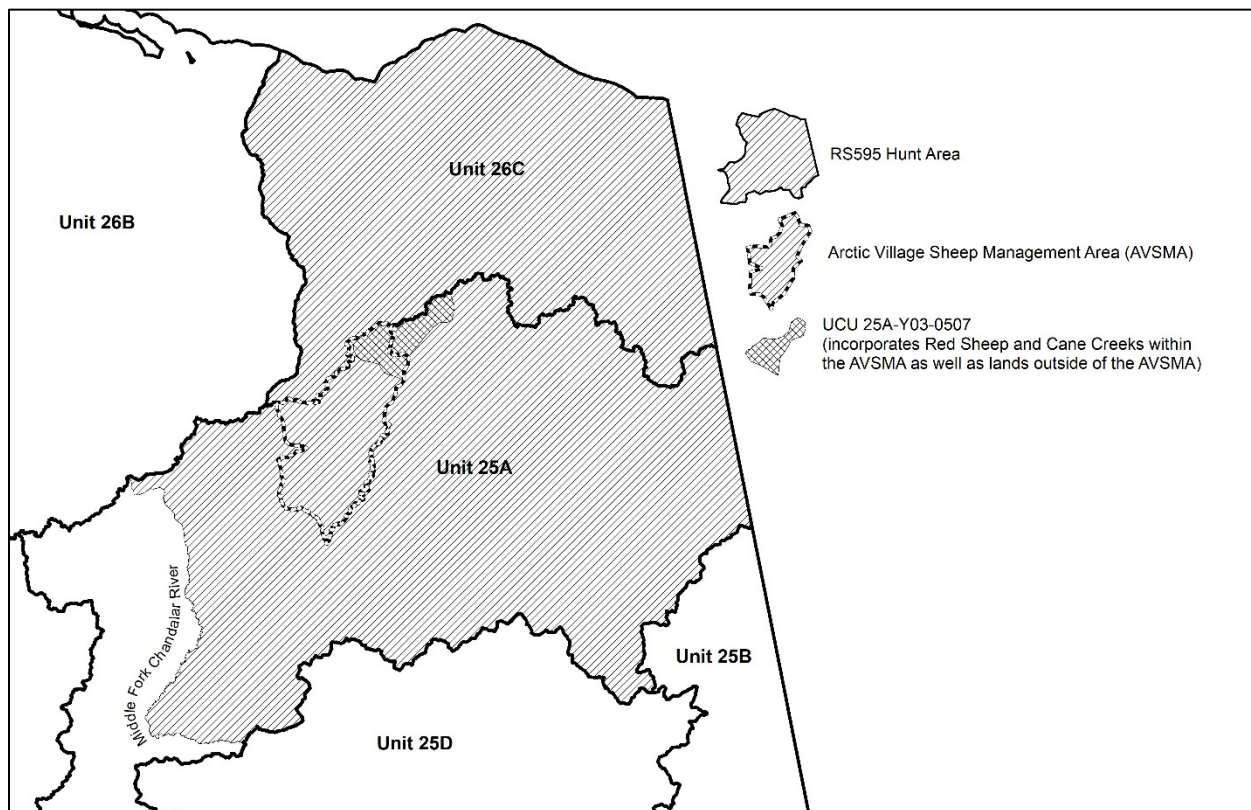 Unit 26C
Unit 26B
RS595 Hunt Area
Arctic Village Sheep Management Area (AVSMA)
UCU 25A-Y03-0507
(incorporates Red Sheep and Cane Creeks within
the AVSMA as well as lands outside of the AVSMA)
Unit 25A
Middle Fork Chandalar River
Unit 25B
Unit 25D